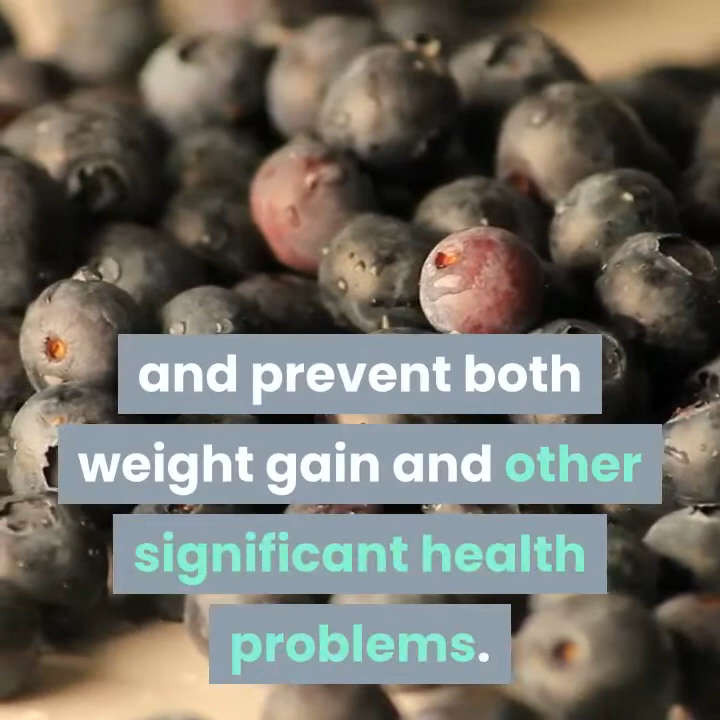 and prevent both
weight gain and other
significant health
problems.